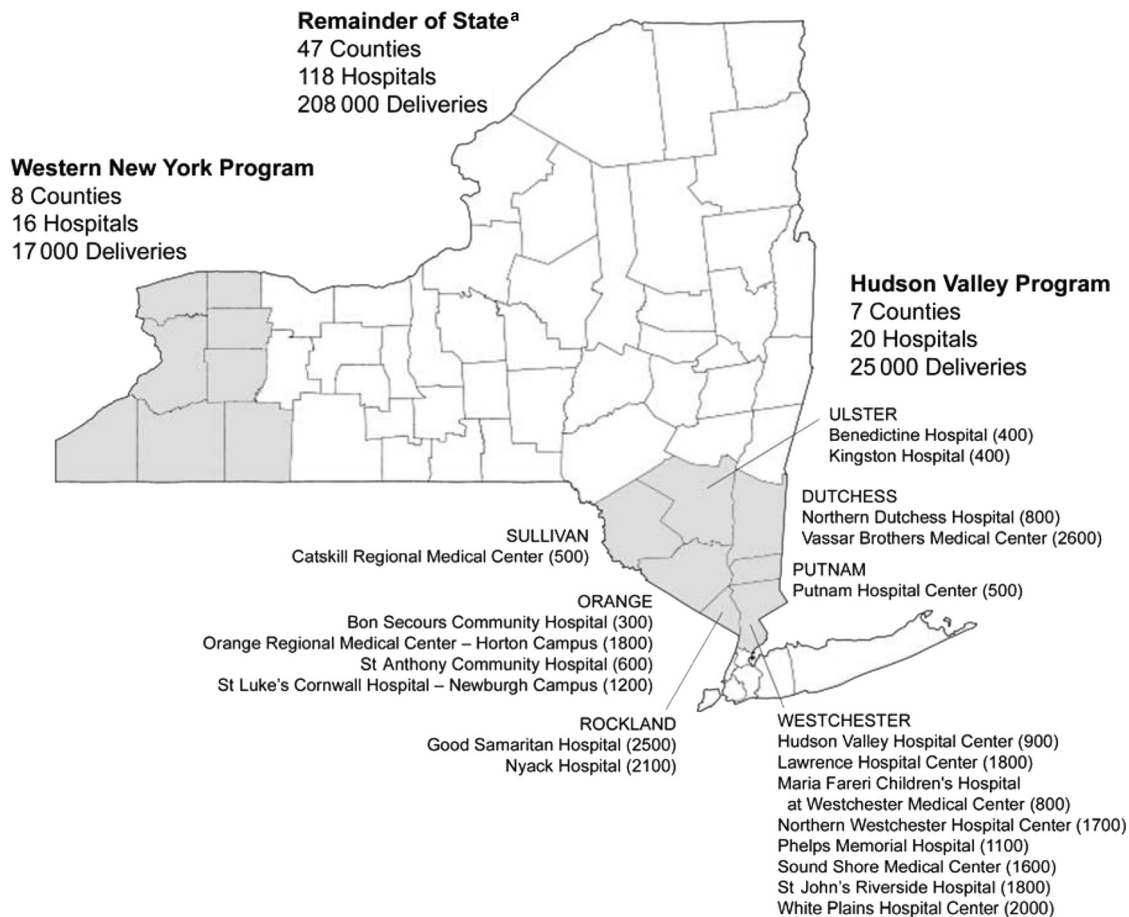 Remainder of Stateᵃ
47 Counties
118 Hospitals
208 000 Deliveries
Western New York Program
8 Counties
16 Hospitals
17 000 Deliveries
Hudson Valley Program
7 Counties
20 Hospitals
25 000 Deliveries
ULSTER
Benedictine Hospital (400)
Kingston Hospital (400)
DUTCHESS
Northern Dutchess Hospital (800)
Vassar Brothers Medical Center (2600)
SULLIVAN
Catskill Regional Medical Center (500)
PUTNAM
Putnam Hospital Center (500)
ORANGE
Bon Secours Community Hospital (300)
Orange Regional Medical Center – Horton Campus (1800)
St Anthony Community Hospital (600)
St Luke's Cornwall Hospital – Newburgh Campus (1200)
ROCKLAND
Good Samaritan Hospital (2500)
Nyack Hospital (2100)
WESTCHESTER
Hudson Valley Hospital Center (900)
Lawrence Hospital Center (1800)
Maria Fareri Children's Hospital
at Westchester Medical Center (800)
Northern Westchester Hospital Center (1700)
Phelps Memorial Hospital (1100)
Sound Shore Medical Center (1600)
St John's Riverside Hospital (1800)
White Plains Hospital Center (2000)